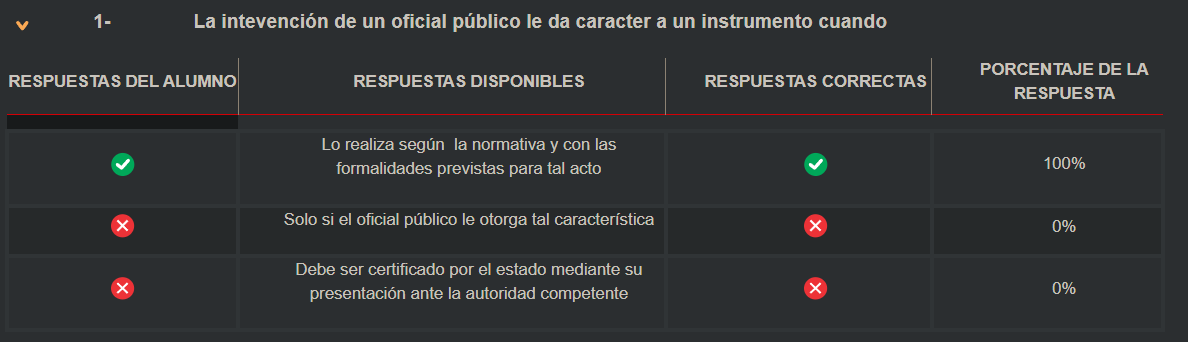 1- La intevención de un oficial público le da caracter a un instrumento cuando
RESPUESTAS DEL ALUMNO RESPUESTAS DISPONIBLES RESPUESTAS CORRECTAS PORCENTAJE DE LA
RESPUESTA
Lo realiza según la normativa y con las
formalidades previstas para tal acto
100%
Solo si el oficial público le otorga tal característica
0%
Debe ser certificado por el estado mediante su
presentación ante la autoridad competente
0%